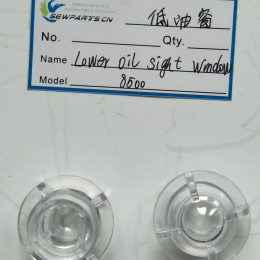 SEWPARTS.CN
低油窗
No. Qty.
Name Lower oil sight window
Model 8500